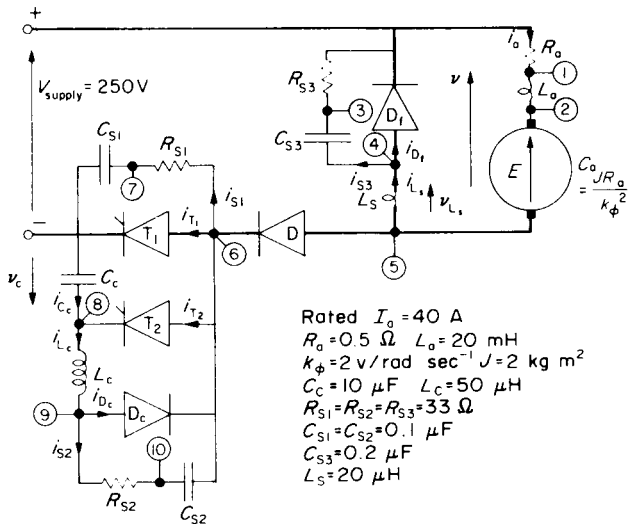 +
i_a
R_a
1
L_a
2
V_supply = 250 V
R_S3
3
D_f
v
C_S3
4
i_Df
i_S3
i_Ls
L_S
v_Ls
E
C_a = JR_a / k_ϕ²
C_S1
R_S1
7
i_S1
−
T_1
i_T1
6
D
5
v_c
C_c
i_Cc
8
T_2
i_T2
i_Lc
L_c
9
i_Dc
D_c
i_S2
10
R_S2
C_S2
Rated I_a = 40 A
R_a = 0.5 Ω L_a = 20 mH
k_ϕ = 2 v/rad sec⁻¹ J = 2 kg m²
C_C = 10 μF L_C = 50 μH
R_S1 = R_S2 = R_S3 = 33 Ω
C_S1 = C_S2 = 0.1 μF
C_S3 = 0.2 μF
L_S = 20 μH